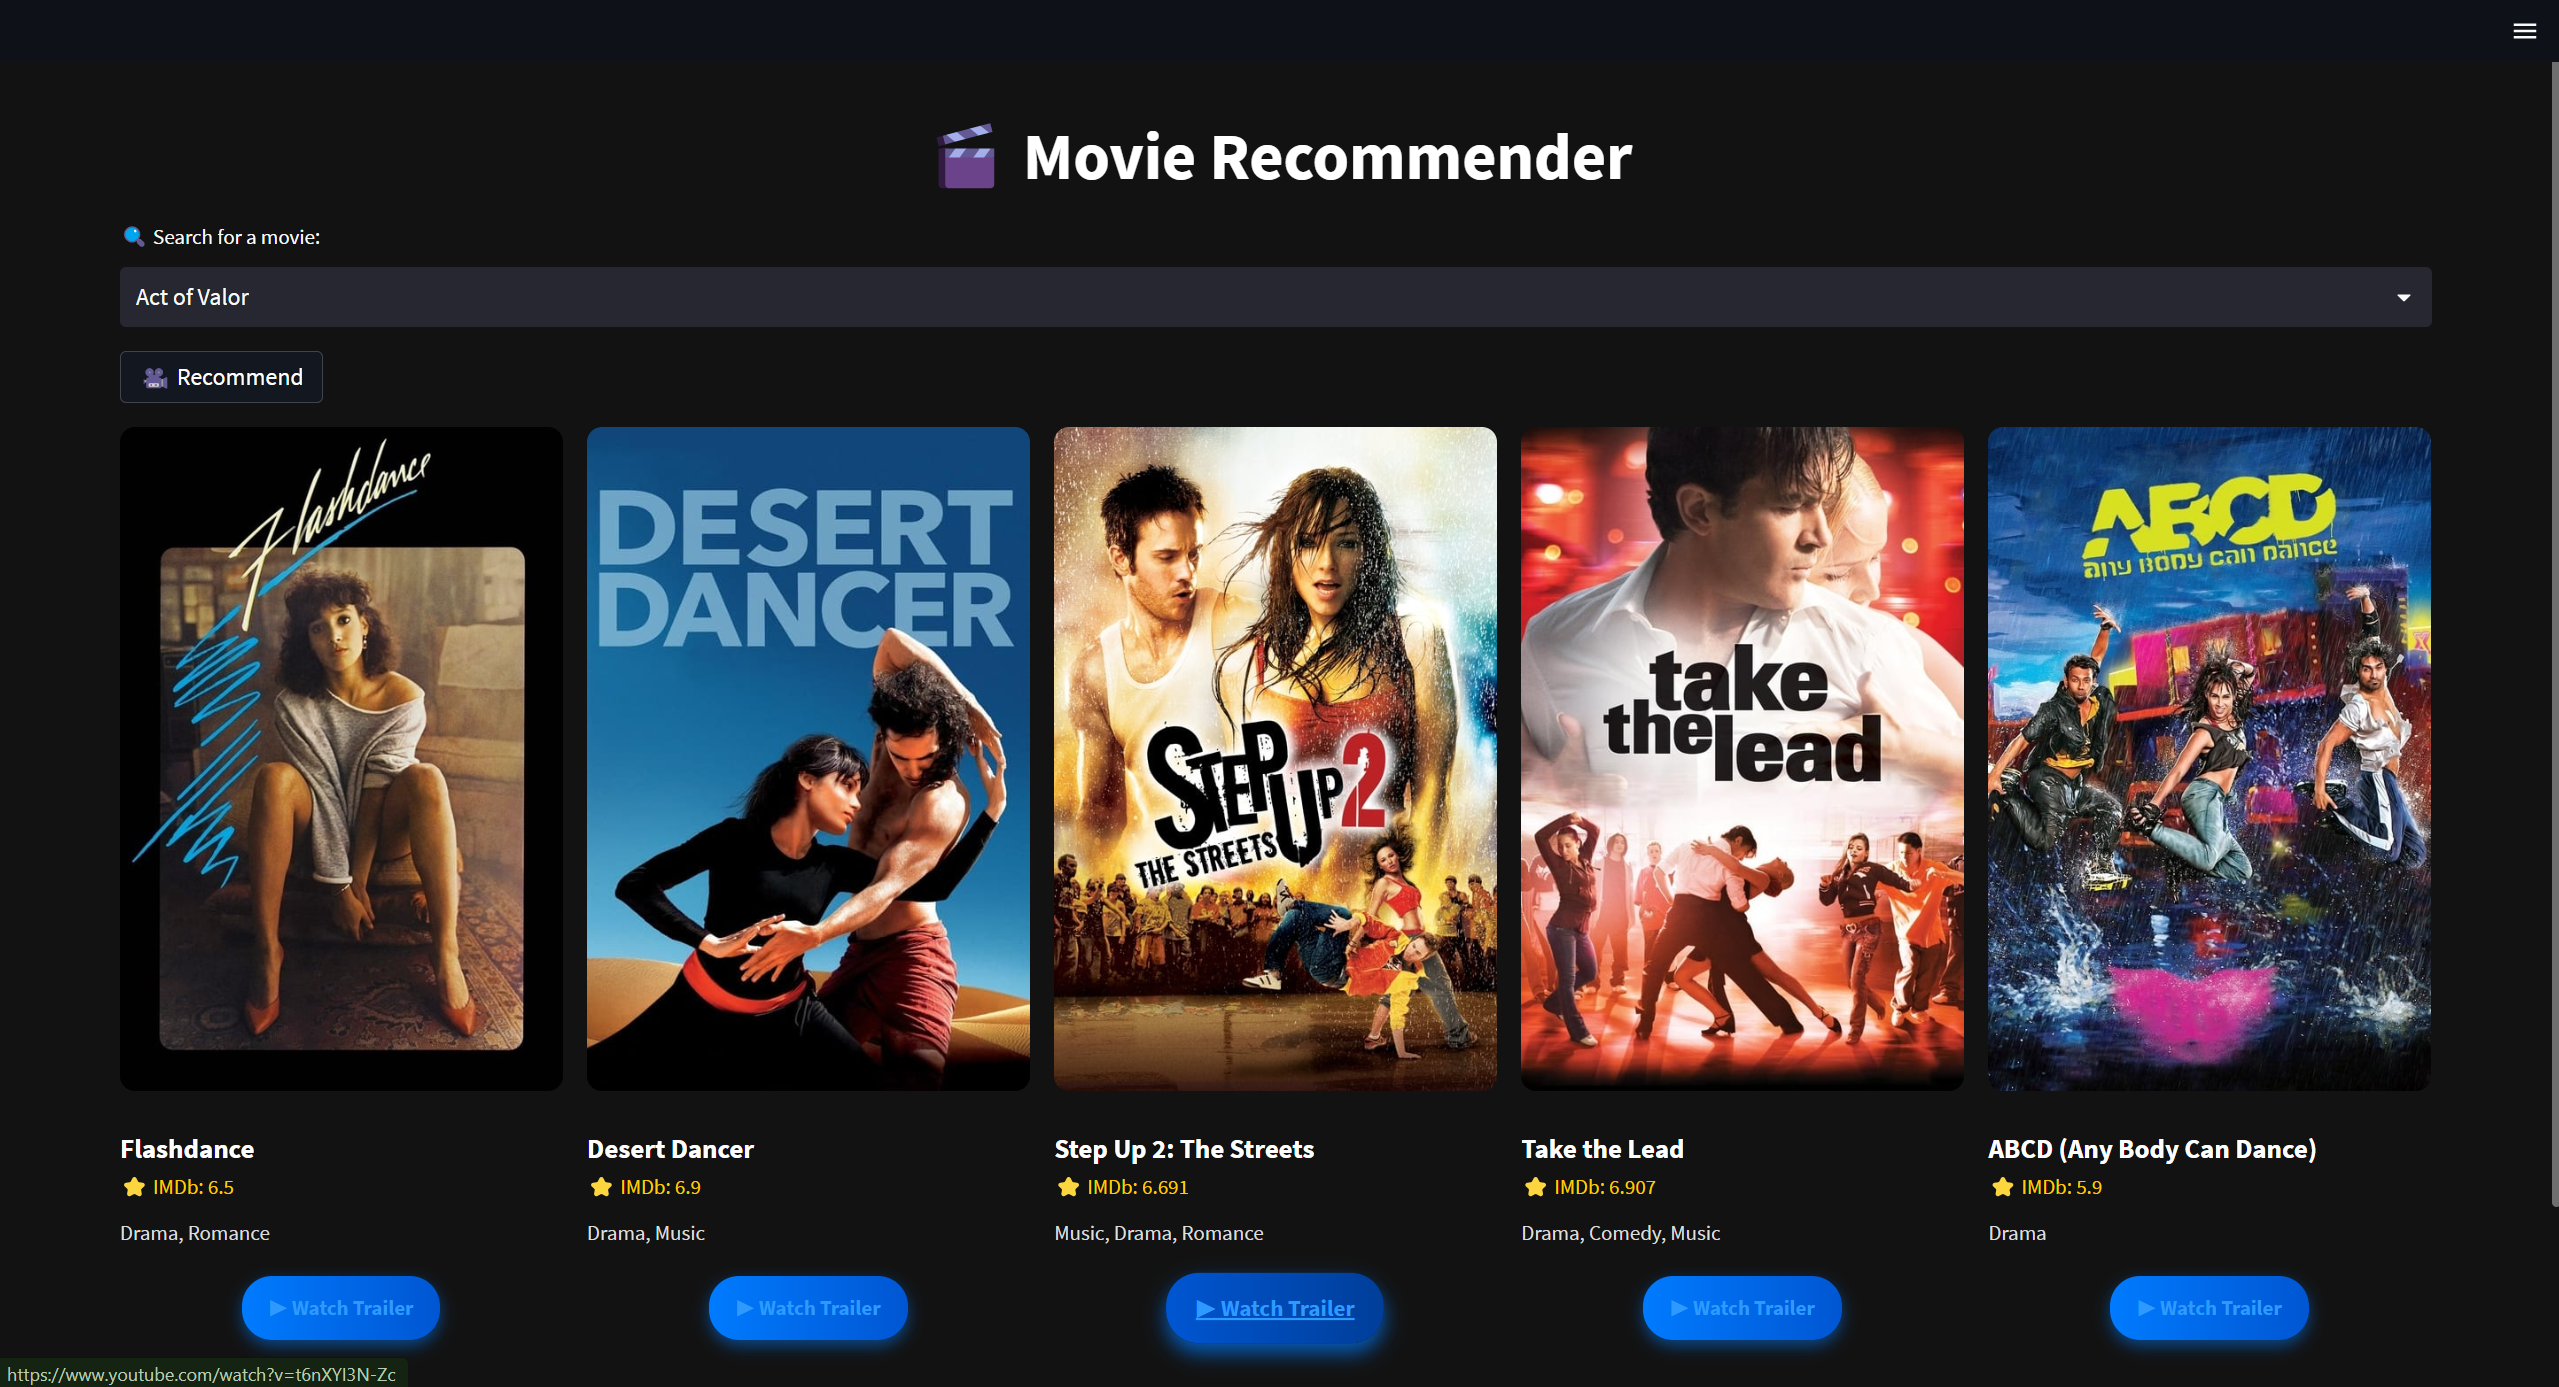 Movie Recommender
Search for a movie:
Act of Valor
Recommend
Flashdance
DESERT
DANCER
STEP UP 2
THE STREETS
take
the lead
ABCD
any BODY can Dance
Flashdance
IMDb: 6.5
Drama, Romance
▶ Watch Trailer
Desert Dancer
IMDb: 6.9
Drama, Music
▶ Watch Trailer
Step Up 2: The Streets
IMDb: 6.691
Music, Drama, Romance
▶ Watch Trailer
Take the Lead
IMDb: 6.907
Drama, Comedy, Music
▶ Watch Trailer
ABCD (Any Body Can Dance)
IMDb: 5.9
Drama
▶ Watch Trailer
https://www.youtube.com/watch?v=t6nXYI3N-Zc